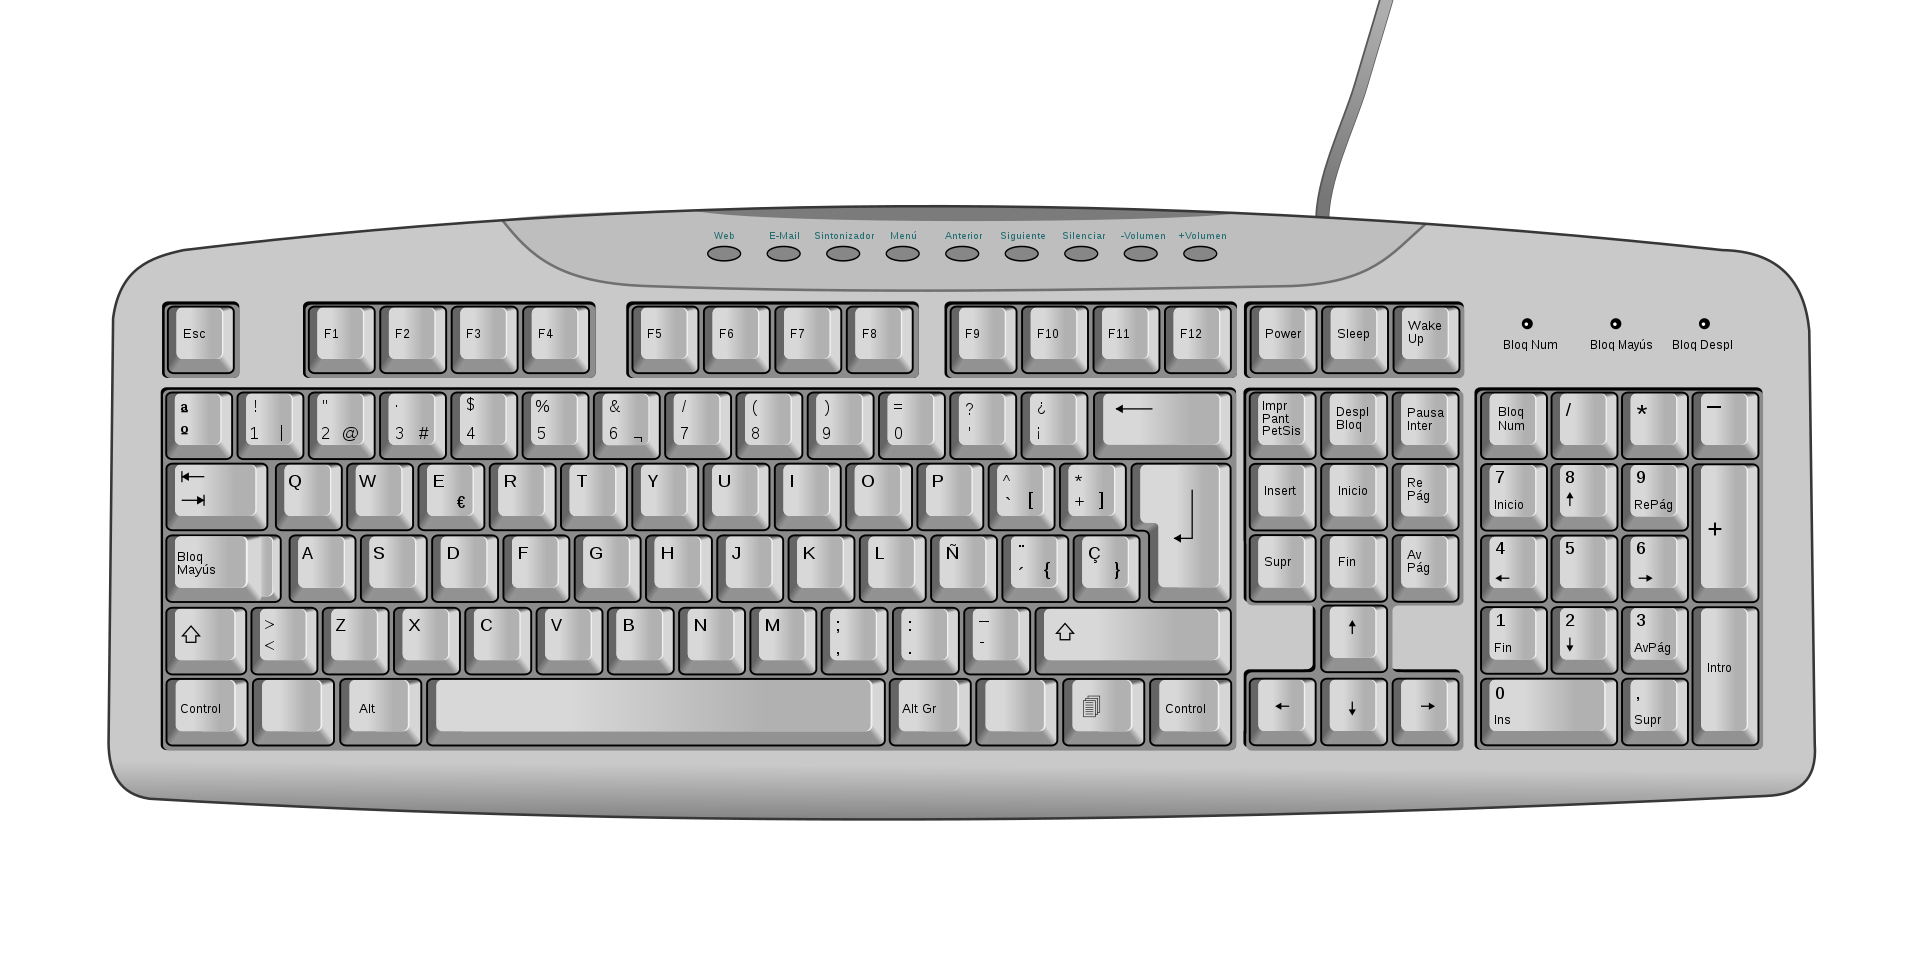 Web E-Mail Sintonizador Menú Anterior Siguiente Silenciar -Volumen +Volumen
Esc F1 F2 F3 F4 F5 F6 F7 F8 F9 F10 F11 F12 Power Sleep Wake
Up
Bloq Num Bloq Mayús Bloq Despl
ª ! " · $ % & / ( ) = ? ¿
º 1 | 2 @ 3 # 4 5 6 ¬ 7 8 9 0 ' ¡ ←
Impr
Pant
PetSis
Despl
Bloq
Pausa
Inter
Bloq
Num
/ * −
⇤
⇥
Q W E R T Y U I O P ^ *
€ ` [ + ] ↵
Insert Inicio Re
Pág
7 8 9
Inicio ↑ RePág
+
Bloq
Mayús
A S D F G H J K L Ñ ¨ Ç
´ { }
Supr Fin Av
Pág
4 5 6
← →
⇧ > Z X C V B N M ; : _ ⇧
< , . -
↑
1 2 3
Fin ↓ AvPág
Intro
Control Alt Alt Gr Control
← ↓ →
0 ,
Ins Supr